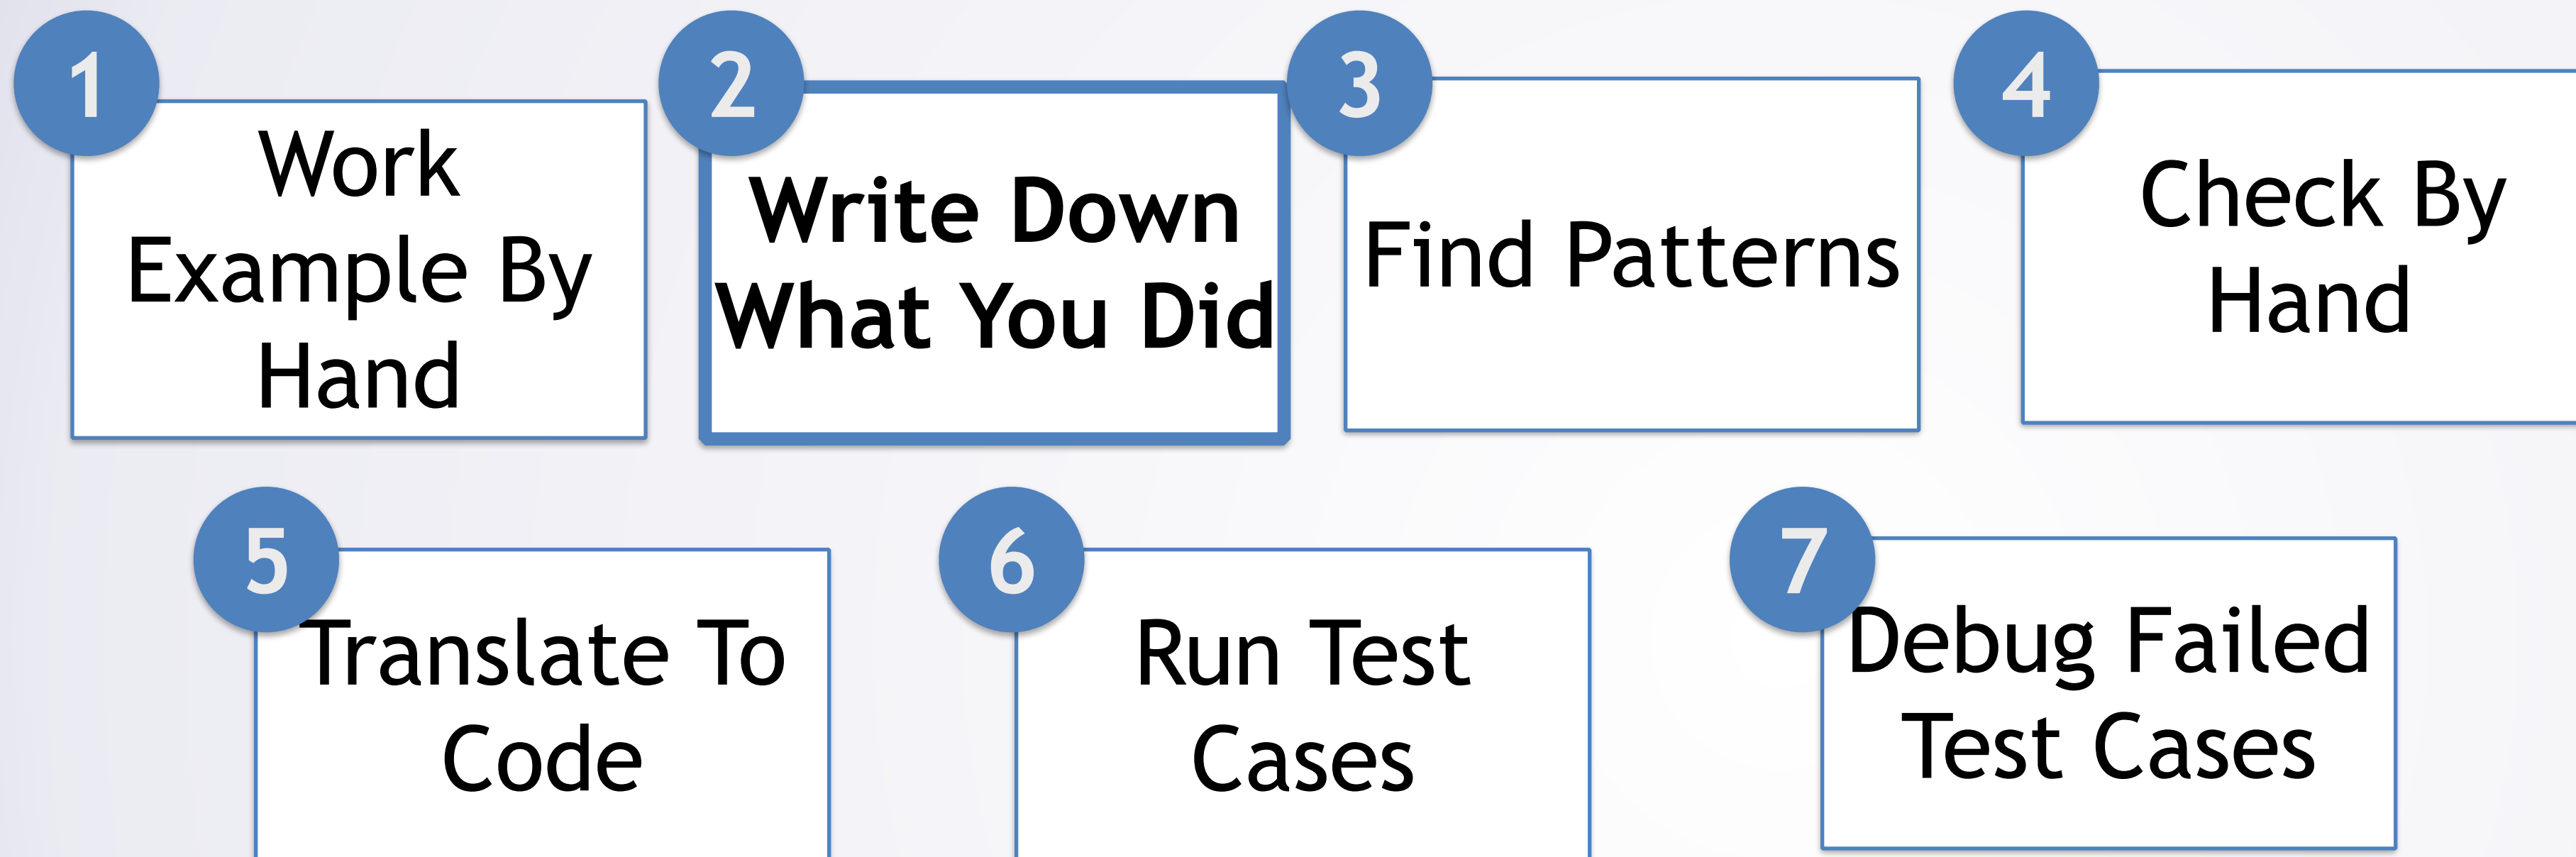 1
Work
Example By
Hand
2
Write Down
What You Did
3
Find Patterns
4
Check By
Hand
5
Translate To
Code
6
Run Test
Cases
7
Debug Failed
Test Cases